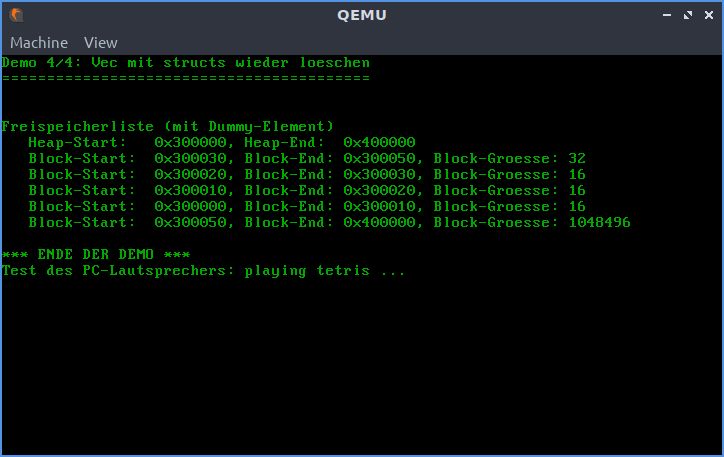 QEMU
Machine View
Demo 4/4: Vec mit structs wieder loeschen
=========================================
Freispeicherliste (mit Dummy-Element)
Heap-Start: 0x300000, Heap-End: 0x400000
Block-Start: 0x300030, Block-End: 0x300050, Block-Groesse: 32
Block-Start: 0x300020, Block-End: 0x300030, Block-Groesse: 16
Block-Start: 0x300010, Block-End: 0x300020, Block-Groesse: 16
Block-Start: 0x300000, Block-End: 0x300010, Block-Groesse: 16
Block-Start: 0x300050, Block-End: 0x400000, Block-Groesse: 1048496
*** ENDE DER DEMO ***
Test des PC-Lautsprechers: playing tetris ...